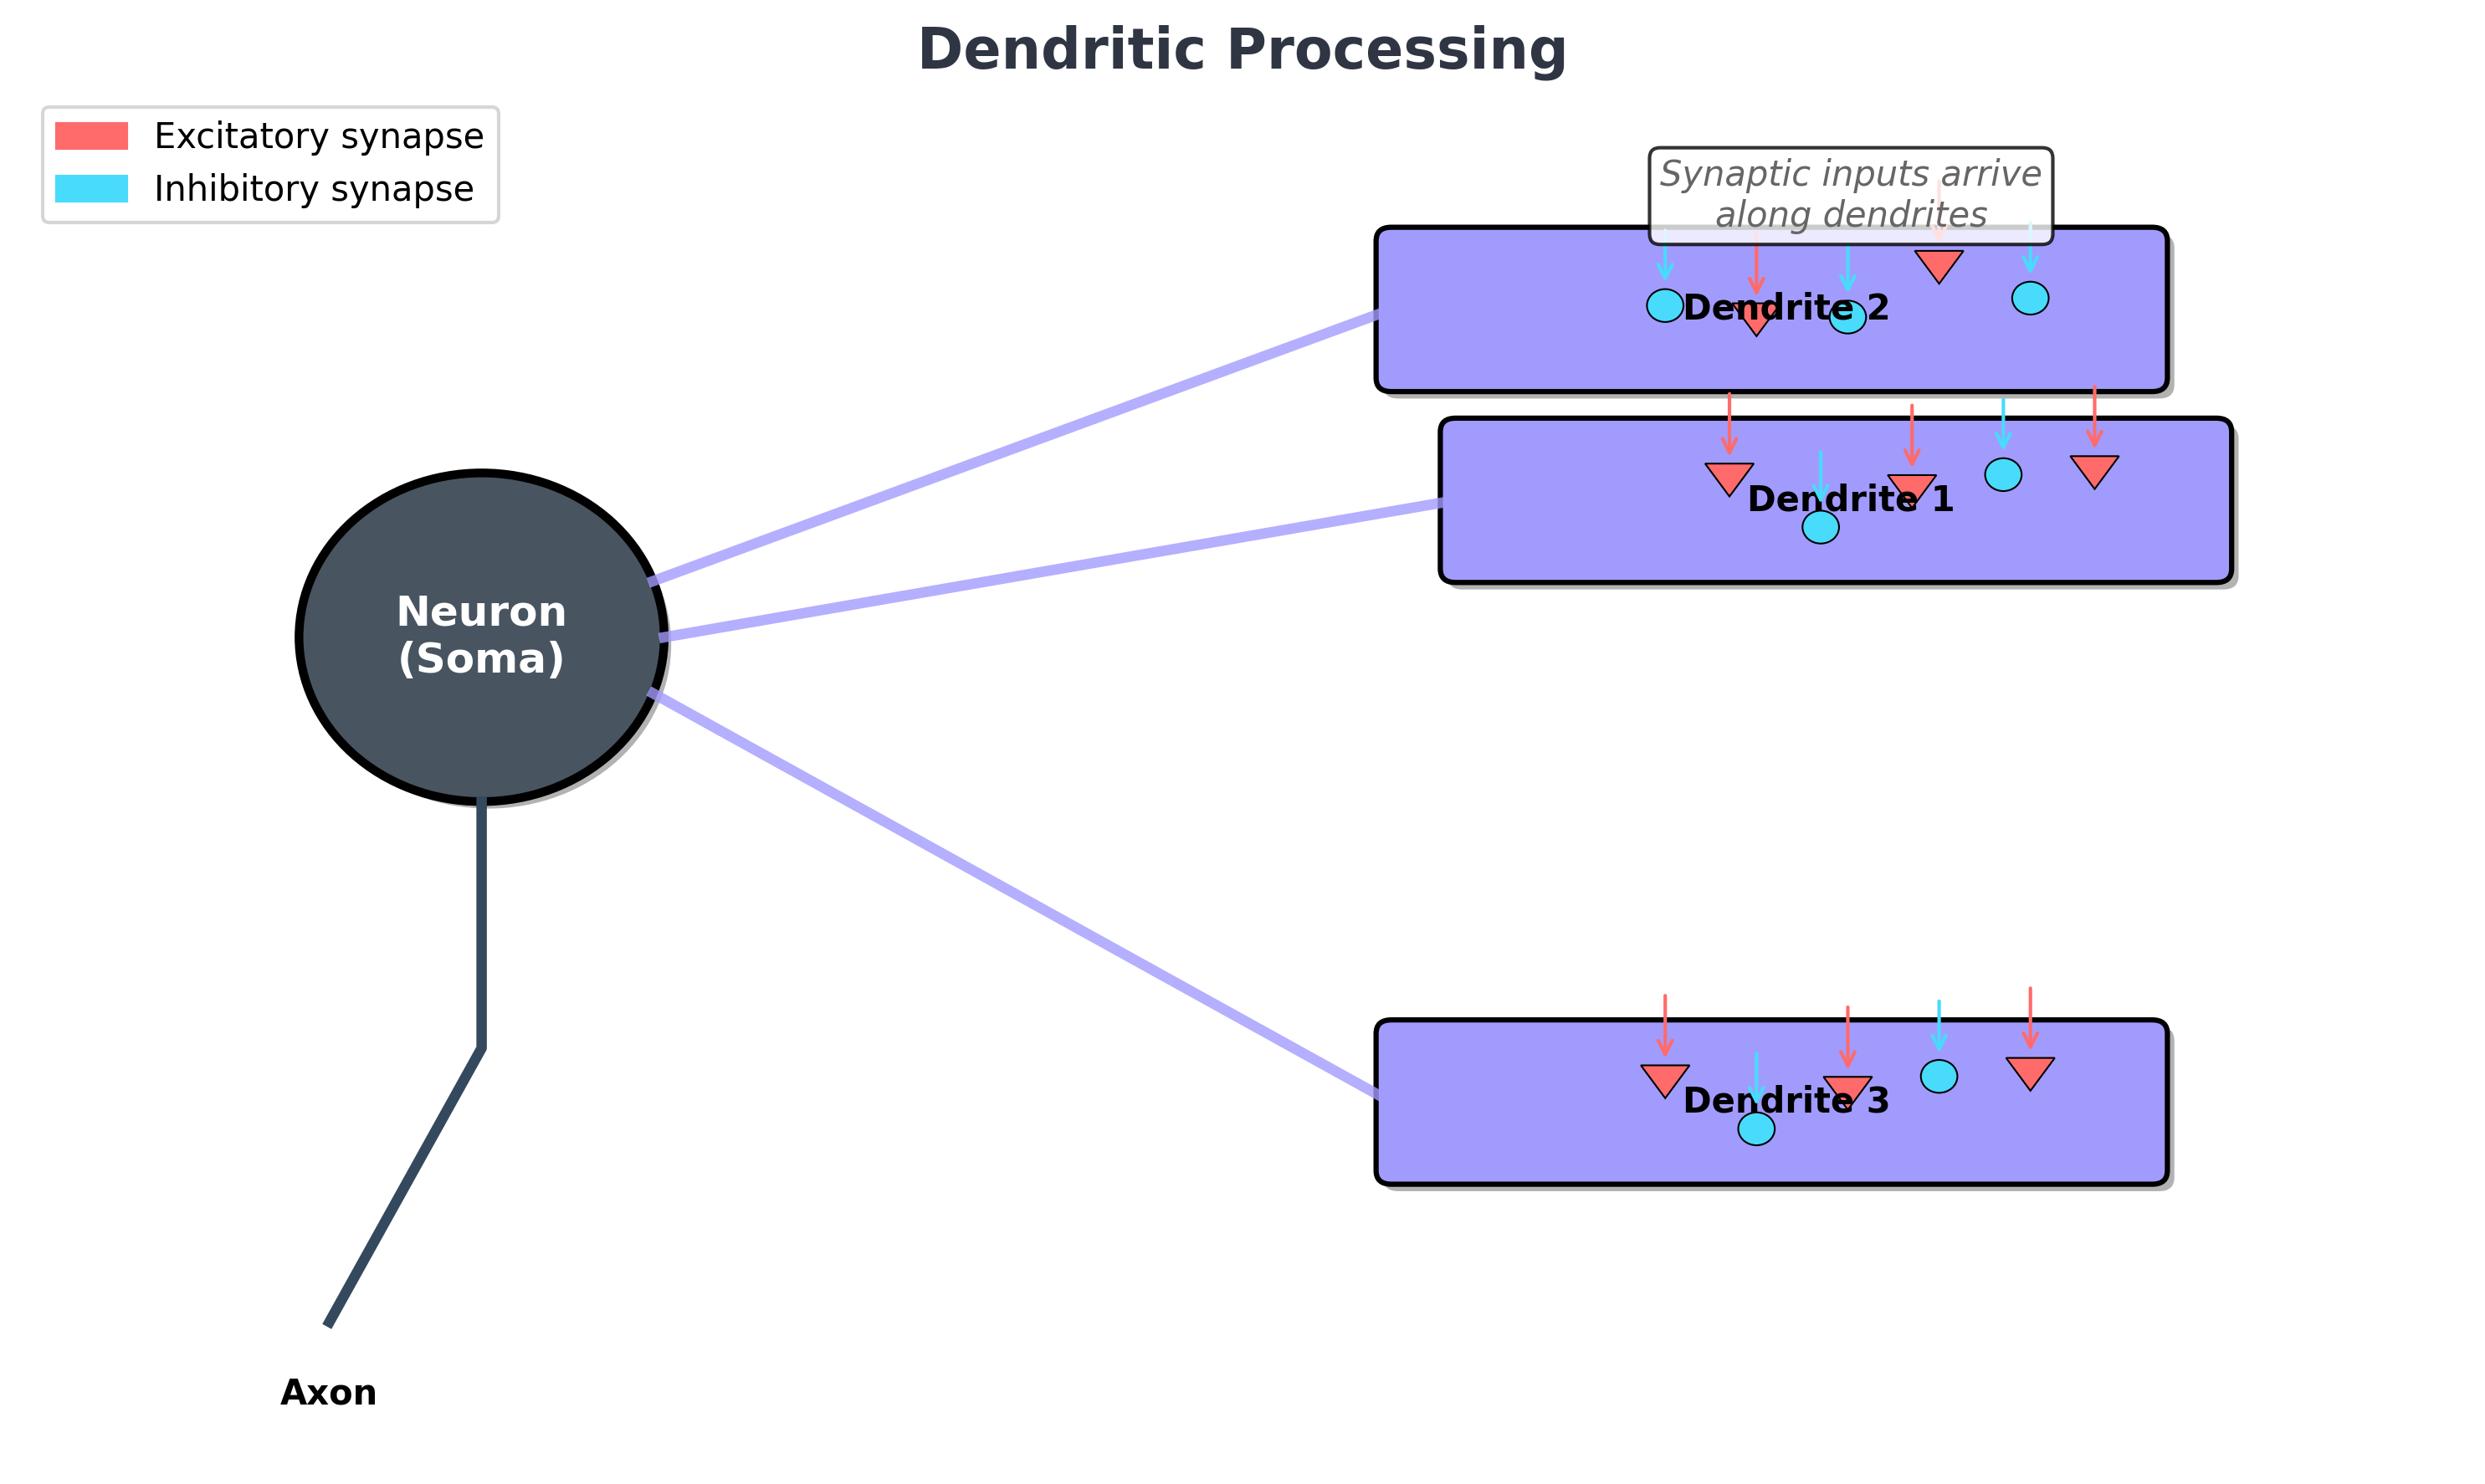 Dendritic Processing
Excitatory synapse
Inhibitory synapse
Synaptic inputs arrive
along dendrites
Dendrite 2
Dendrite 1
Neuron
(Soma)
Dendrite 3
Axon